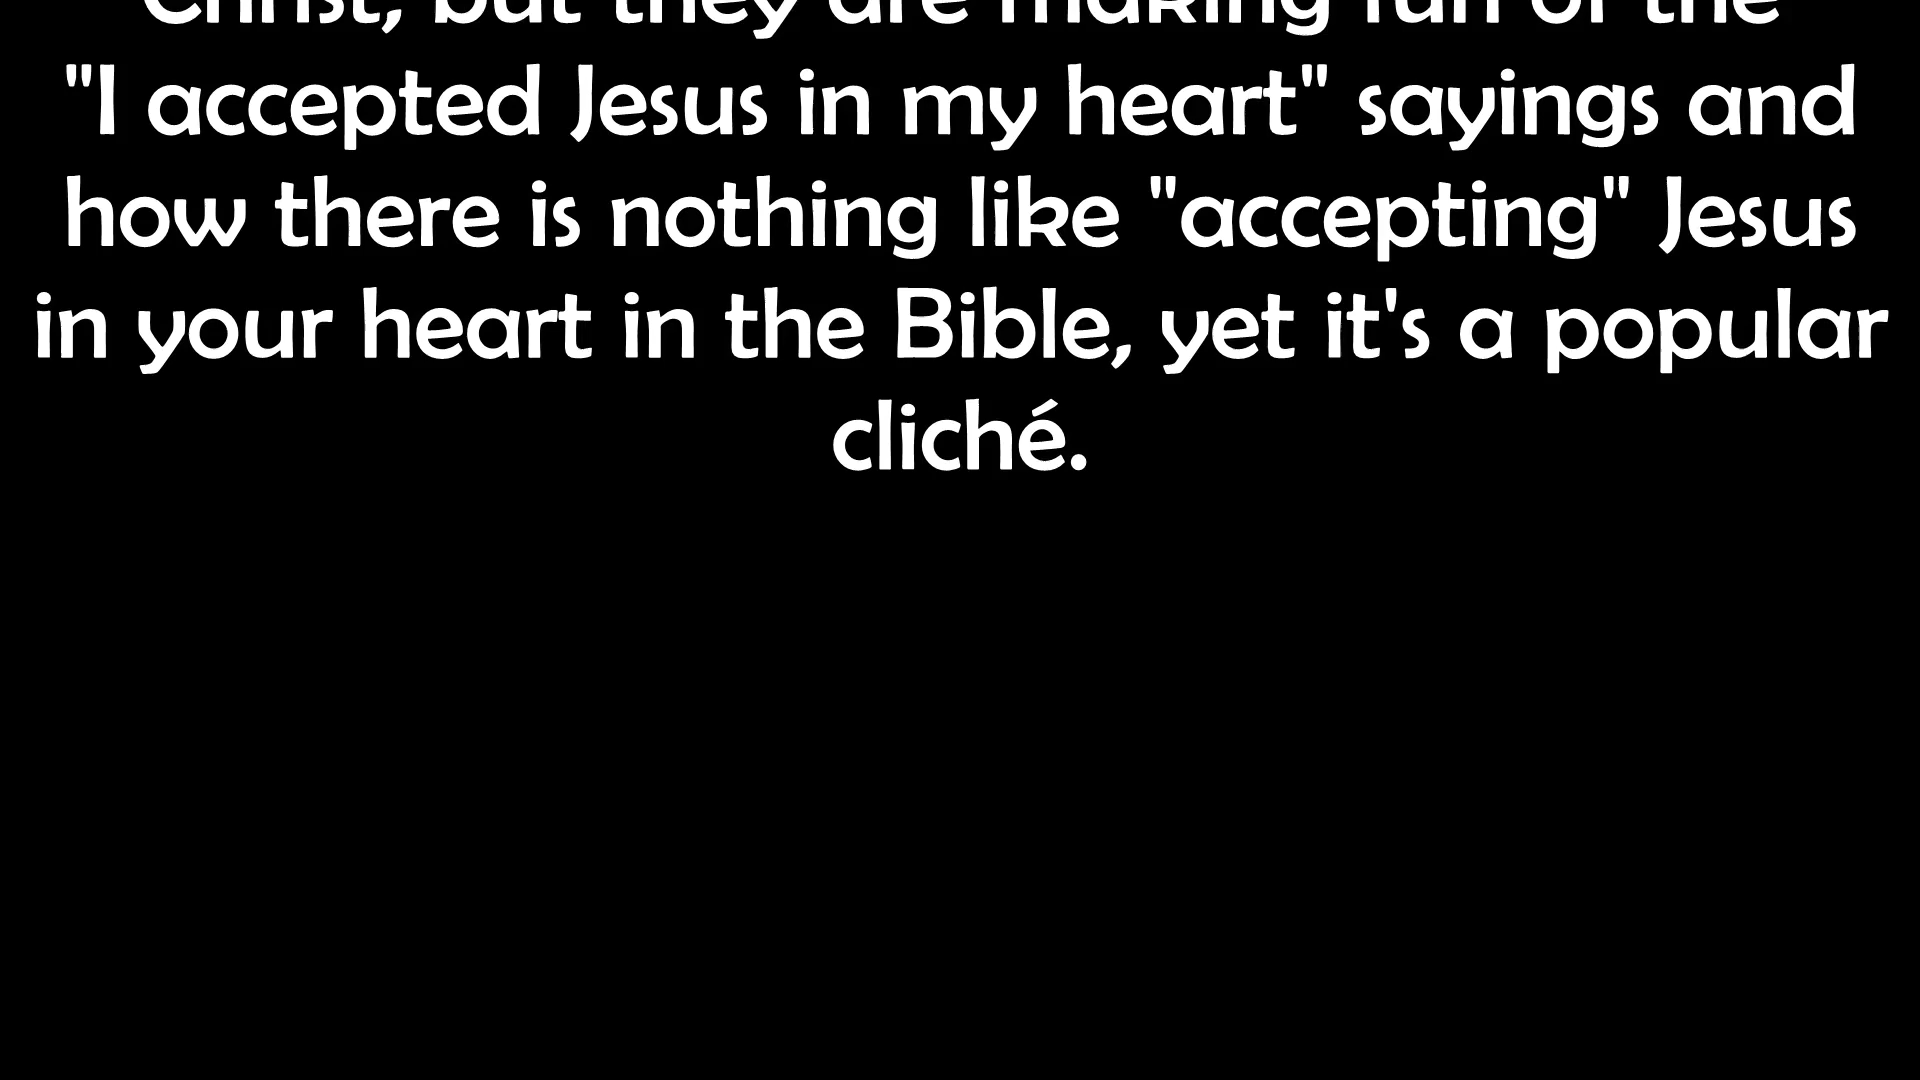 Christ, but they are making fun of the
"I accepted Jesus in my heart" sayings and
how there is nothing like "accepting" Jesus
in your heart in the Bible, yet it's a popular
cliché.